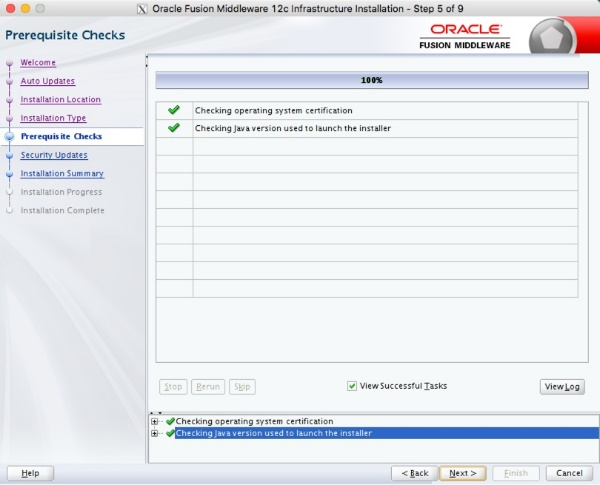 Oracle Fusion Middleware 12c Infrastructure Installation - Step 5 of 9
Prerequisite Checks
ORACLE
FUSION MIDDLEWARE
Welcome
Auto Updates
Installation Location
Installation Type
Prerequisite Checks
Security Updates
Installation Summary
Installation Progress
Installation Complete
100%
Checking operating system certification
Checking Java version used to launch the installer
Stop Rerun Skip View Successful Tasks View Log
Checking operating system certification
Checking Java version used to launch the installer
Help < Back Next > Finish Cancel